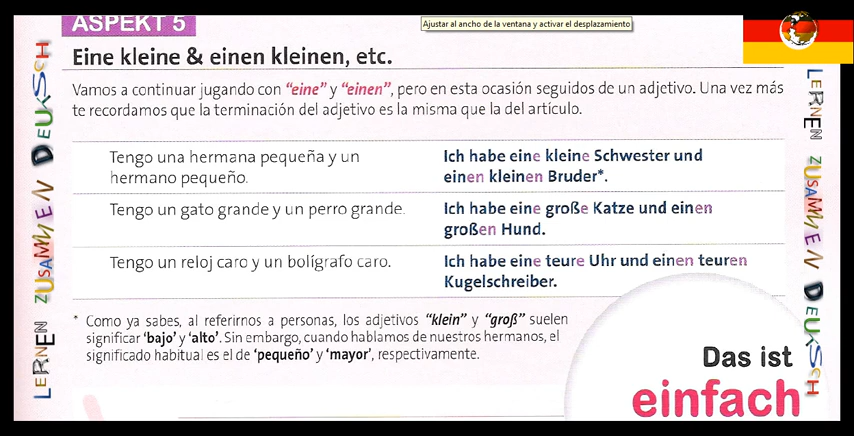 ASPEKT 5
Ajustar al ancho de la ventana y activar el desplazamiento
Eine kleine & einen kleinen, etc.
Vamos a continuar jugando con “eine” y “einen”, pero en esta ocasión seguidos de un adjetivo. Una vez más
te recordamos que la terminación del adjetivo es la misma que la del artículo.
Tengo una hermana pequeña y un
hermano pequeño.
Ich habe eine kleine Schwester und
einen kleinen Bruder*.
Tengo un gato grande y un perro grande.
Ich habe eine große Katze und einen
großen Hund.
Tengo un reloj caro y un bolígrafo caro.
Ich habe eine teure Uhr und einen teuren
Kugelschreiber.
* Como ya sabes, al referirnos a personas, los adjetivos “klein” y “groß” suelen
significar ‘bajo’ y ‘alto’. Sin embargo, cuando hablamos de nuestros hermanos, el
significado habitual es el de ‘pequeño’ y ‘mayor’, respectivamente.
Das ist
einfach
LERNEN ZUSAMMEN DEUKSCH
LERNEN ZUSAMMEN DEUKSCH